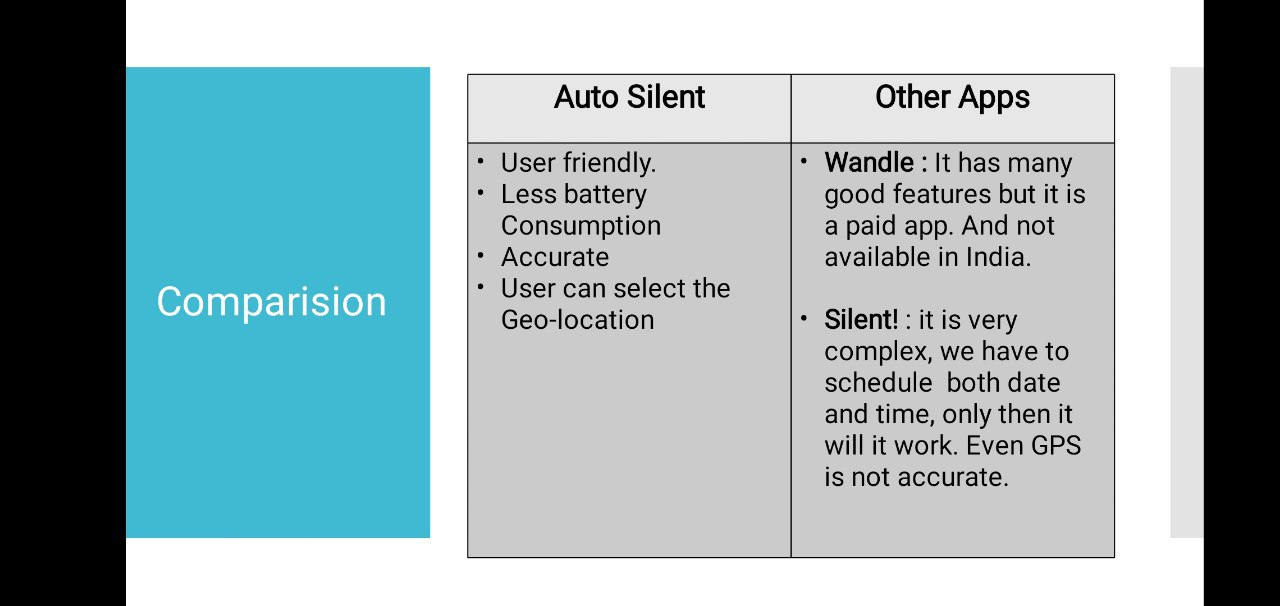 Comparision
Auto Silent
Other Apps
• User friendly.
• Less battery
Consumption
• Accurate
• User can select the
Geo-location
• Wandle : It has many
good features but it is
a paid app. And not
available in India.
• Silent! : it is very
complex, we have to
schedule  both date
and time, only then it
will it work. Even GPS
is not accurate.